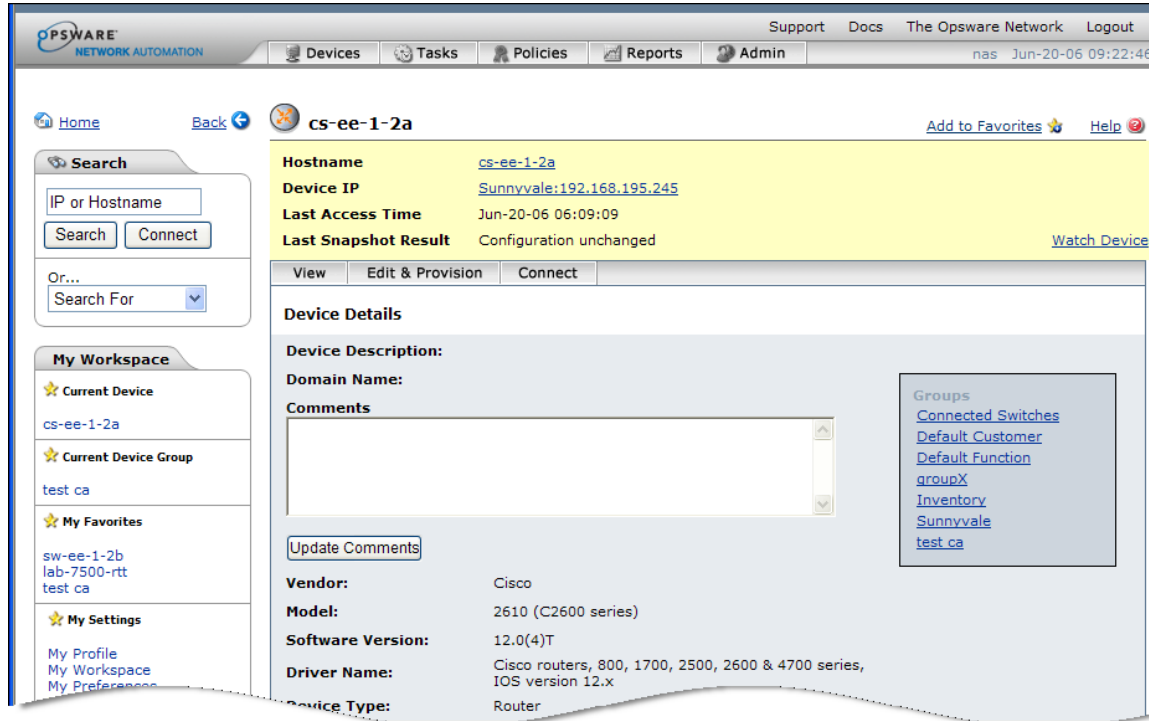 OPSWARE
NETWORK AUTOMATION
Support Docs The Opsware Network Logout
Devices Tasks Policies Reports Admin
nas Jun-20-06 09:22:46
Home Back
Search
IP or Hostname
Search Connect
Or...
Search For
My Workspace
Current Device
cs-ee-1-2a
Current Device Group
test ca
My Favorites
sw-ee-1-2b
lab-7500-rtt
test ca
My Settings
My Profile
My Workspace
My Preferences
cs-ee-1-2a
Add to Favorites Help
Hostname cs-ee-1-2a
Device IP Sunnyvale:192.168.195.245
Last Access Time Jun-20-06 06:09:09
Last Snapshot Result Configuration unchanged
Watch Device
View Edit & Provision Connect
Device Details
Device Description:
Domain Name:
Comments
Update Comments
Groups
Connected Switches
Default Customer
Default Function
groupX
Inventory
Sunnyvale
test ca
Vendor: Cisco
Model: 2610 (C2600 series)
Software Version: 12.0(4)T
Driver Name: Cisco routers, 800, 1700, 2500, 2600 & 4700 series,
IOS version 12.x
Device Type: Router